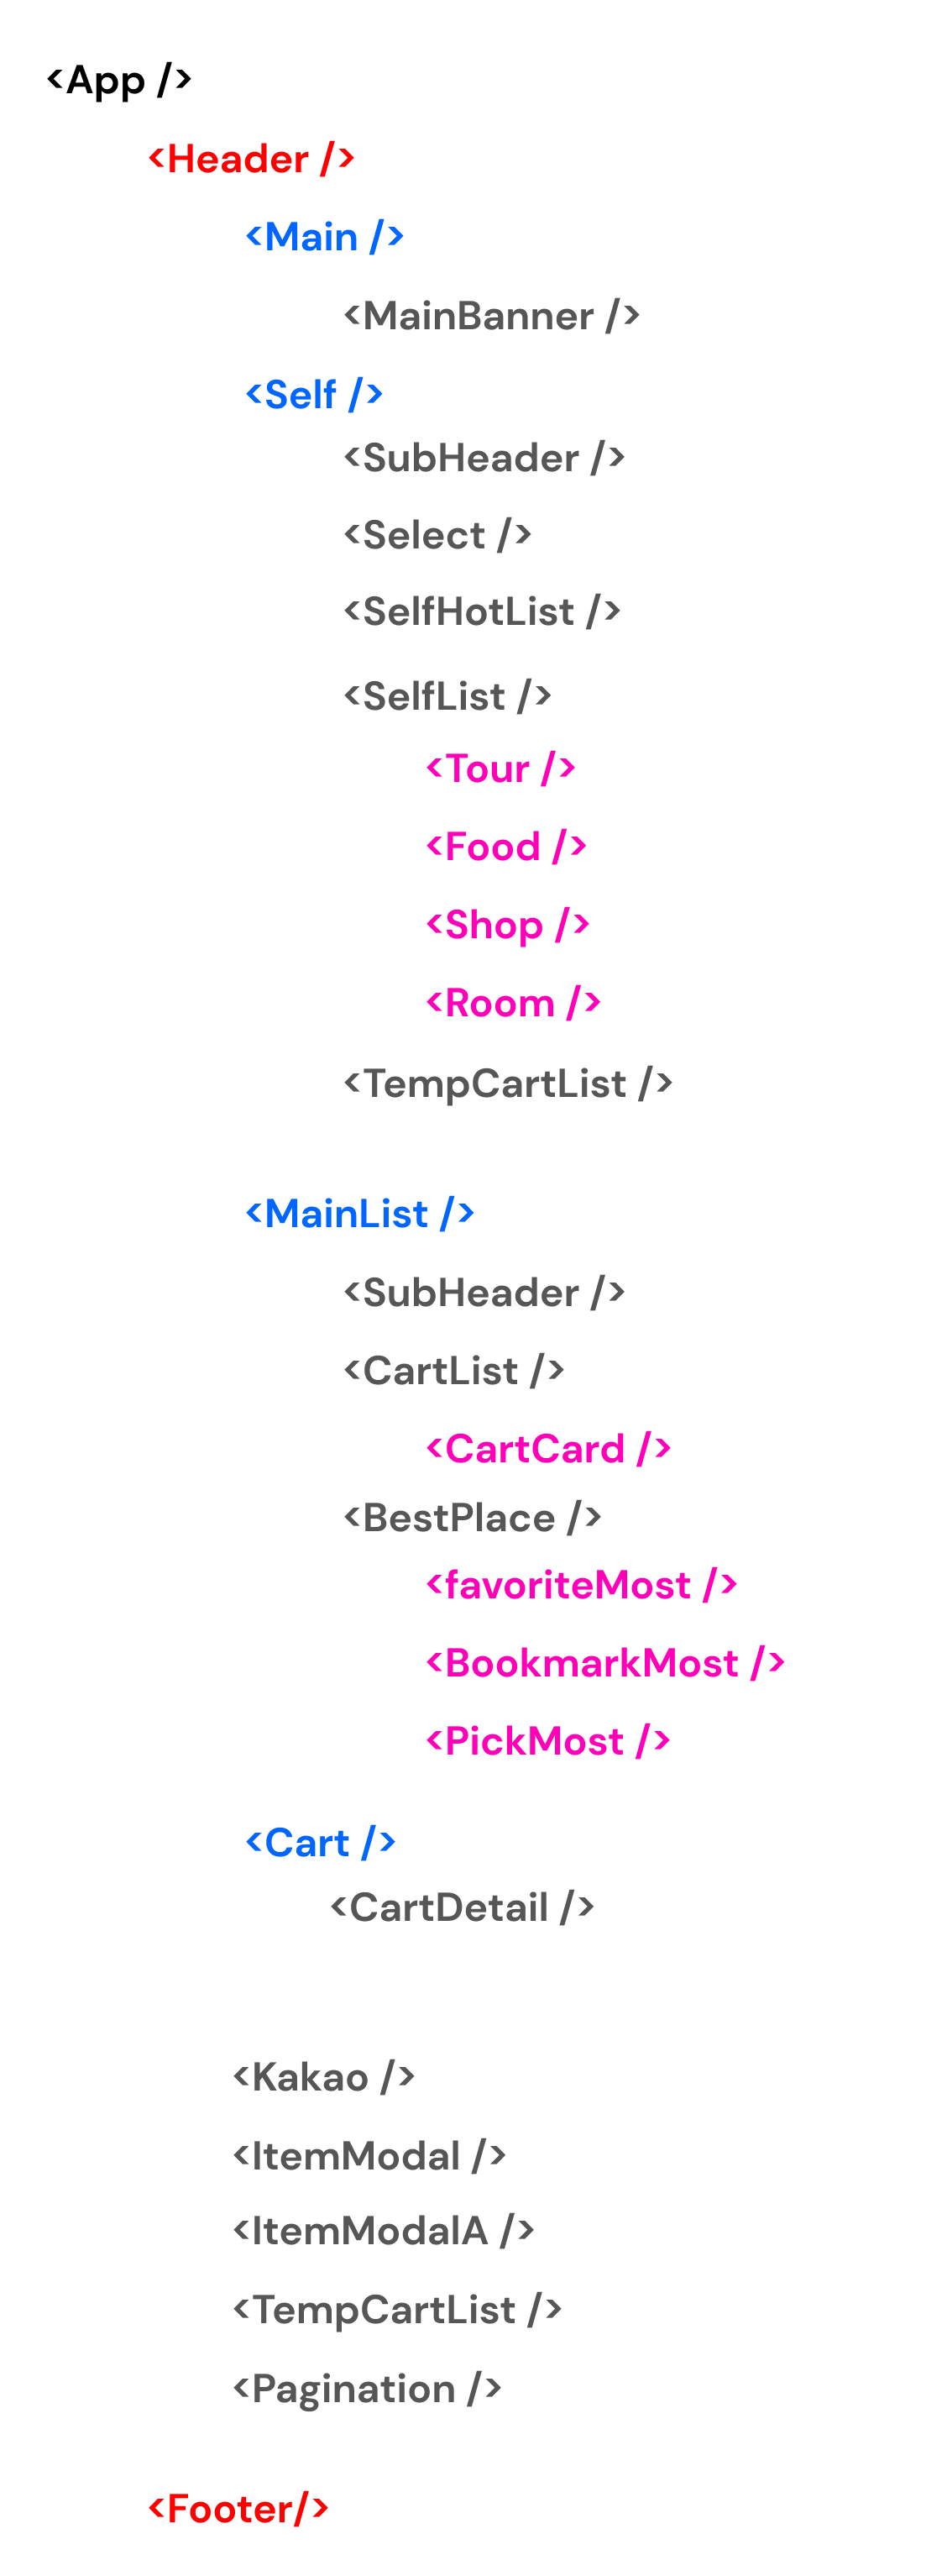 <App />
<Header />
<Main />
<MainBanner />
<Self />
<SubHeader />
<Select />
<SelfHotList />
<SelfList />
<Tour />
<Food />
<Shop />
<Room />
<TempCartList />
<MainList />
<SubHeader />
<CartList />
<CartCard />
<BestPlace />
<favoriteMost />
<BookmarkMost />
<PickMost />
<Cart />
<CartDetail />
<Kakao />
<ItemModal />
<ItemModalA />
<TempCartList />
<Pagination />
<Footer/>